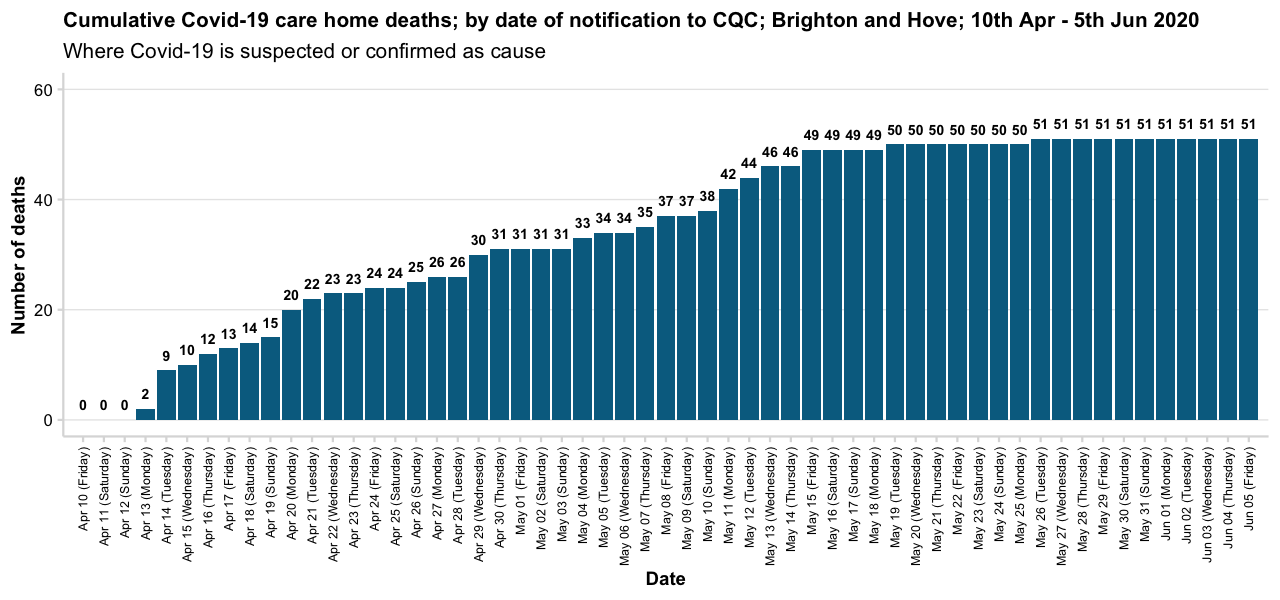 Cumulative Covid-19 care home deaths; by date of notification to CQC; Brighton and Hove; 10th Apr - 5th Jun 2020
Where Covid-19 is suspected or confirmed as cause
Number of deaths
60
40
20
0
0 0 0 2 9 10 12 13 14 15 20 22 23 23 24 24 25 26 26 30 31 31 31 31 33 34 34 35 37 37 38 42 44 46 46 49 49 49 49 50 50 50 50 50 50 50 51 51 51 51 51 51 51 51 51 51 51
Apr 10 (Friday)
Apr 11 (Saturday)
Apr 12 (Sunday)
Apr 13 (Monday)
Apr 14 (Tuesday)
Apr 15 (Wednesday)
Apr 16 (Thursday)
Apr 17 (Friday)
Apr 18 (Saturday)
Apr 19 (Sunday)
Apr 20 (Monday)
Apr 21 (Tuesday)
Apr 22 (Wednesday)
Apr 23 (Thursday)
Apr 24 (Friday)
Apr 25 (Saturday)
Apr 26 (Sunday)
Apr 27 (Monday)
Apr 28 (Tuesday)
Apr 29 (Wednesday)
Apr 30 (Thursday)
May 01 (Friday)
May 02 (Saturday)
May 03 (Sunday)
May 04 (Monday)
May 05 (Tuesday)
May 06 (Wednesday)
May 07 (Thursday)
May 08 (Friday)
May 09 (Saturday)
May 10 (Sunday)
May 11 (Monday)
May 12 (Tuesday)
May 13 (Wednesday)
May 14 (Thursday)
May 15 (Friday)
May 16 (Saturday)
May 17 (Sunday)
May 18 (Monday)
May 19 (Tuesday)
May 20 (Wednesday)
May 21 (Thursday)
May 22 (Friday)
May 23 (Saturday)
May 24 (Sunday)
May 25 (Monday)
May 26 (Tuesday)
May 27 (Wednesday)
May 28 (Thursday)
May 29 (Friday)
May 30 (Saturday)
May 31 (Sunday)
Jun 01 (Monday)
Jun 02 (Tuesday)
Jun 03 (Wednesday)
Jun 04 (Thursday)
Jun 05 (Friday)
Date